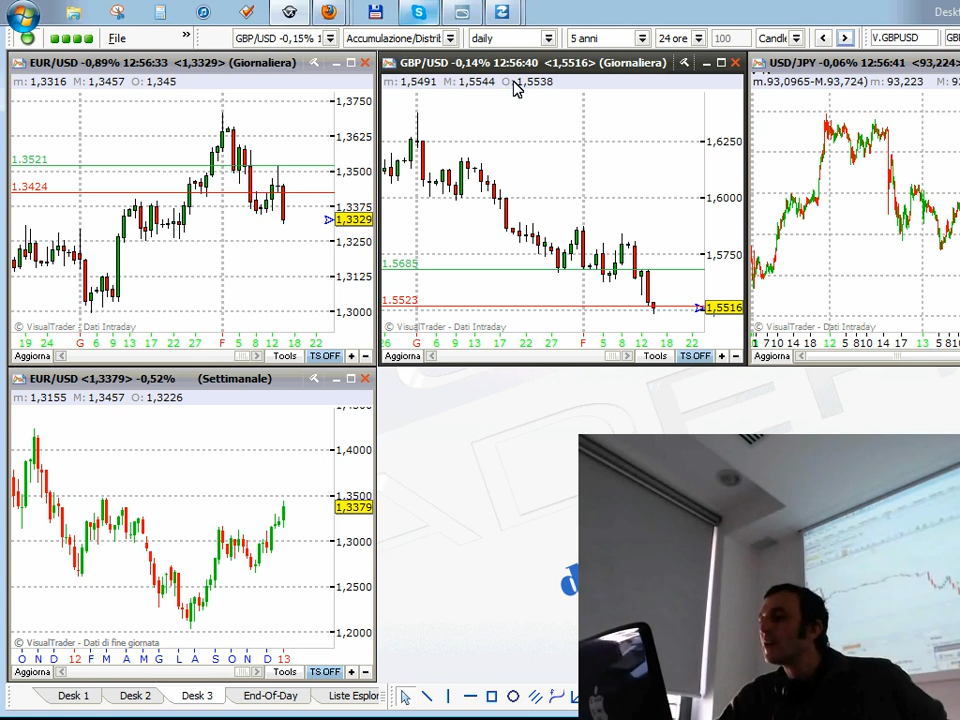 Deskt
File
»
GBP/USD -0,15% 1
Accumulazione/Distrib
daily
5 anni
24 ore
100
Candle
V.GBPUSD
GB
EUR/USD -0,89% 12:56:33 <1,3329> (Giornaliera)
m: 1,3316 M: 1,3457 O: 1,345
1,3750
1,3625
1,3500
1,3375
1,3329
1,3250
1,3125
1,3000
1.3521
1.3424
© VisualTrader - Dati Intraday
19 24 G 4 9 12 17 22 27 F 4 7 12 17 22
Aggiorna
Tools
TS OFF
+
-
GBP/USD -0,14% 12:56:40 <1,5516> (Giornaliera)
m: 1,5491 M: 1,5544 O: 1,5538
1,6250
1,6000
1,5750
1,5516
1.5685
1.5523
© VisualTrader - Dati Intraday
26 G 6 9 14 17 22 27 F 5 8 12 18 22
Aggiorna
Tools
TS OFF
+
-
USD/JPY -0,06% 12:56:41 <93,224>
m.93,0965-M.93,724) m: 93,223 M: 9
© VisualTrader - Dati Intraday
Aggiorna
EUR/USD <1,3379> -0,52% (Settimanale)
m: 1,3155 M: 1,3457 O: 1,3226
1,4000
1,3500
1,3379
1,3000
1,2500
1,2000
© VisualTrader - Dati di fine giornata
O N D 12 F M A M G L A S O N D 13
Aggiorna
Tools
TS OFF
+
-
Desk 1
Desk 2
Desk 3
End-Of-Day
Liste Esplor